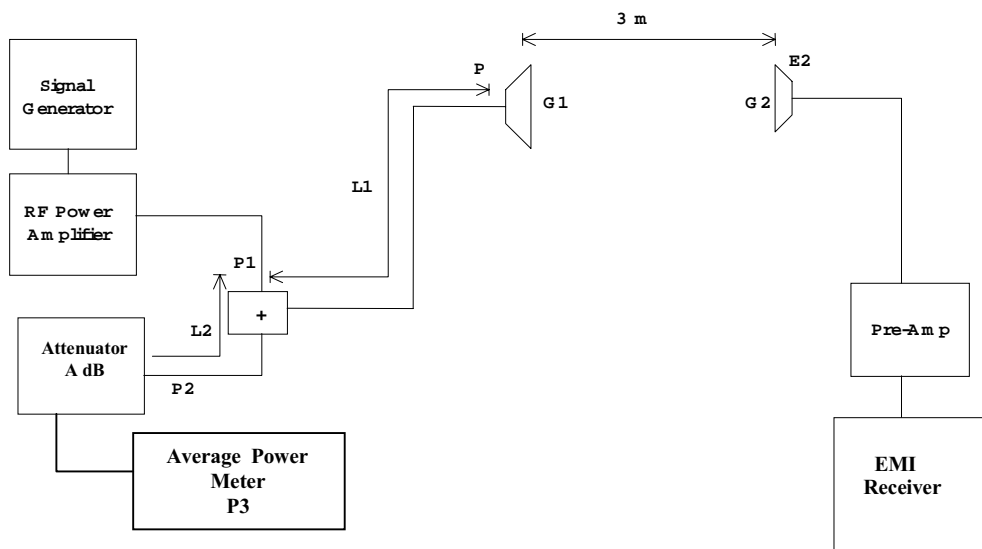 3 m
P
E2
Signal
Generator
G1
G2
L1
RF Power
Amplifier
P1
+
L2
Pre-Amp
Attenuator
A dB
P2
Average Power
Meter
P3
EMI
Receiver